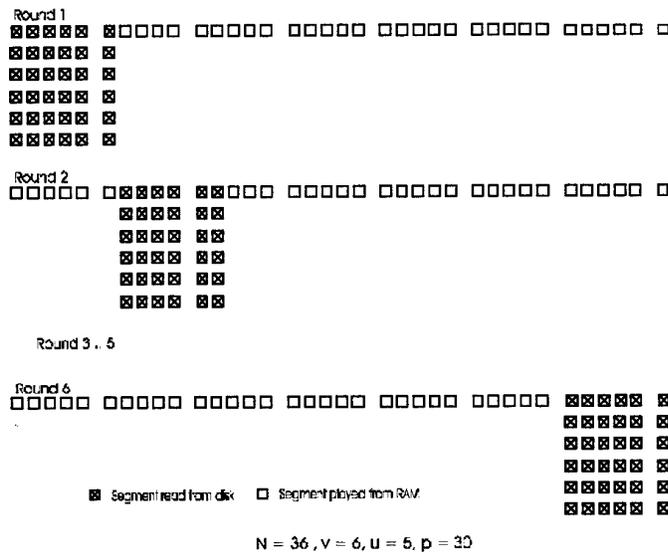 Round 1
Round 2
Round 3 .. 5
Round 6
Segment read from disk Segment played from RAM
N = 36 , v = 6, u = 5, p = 30